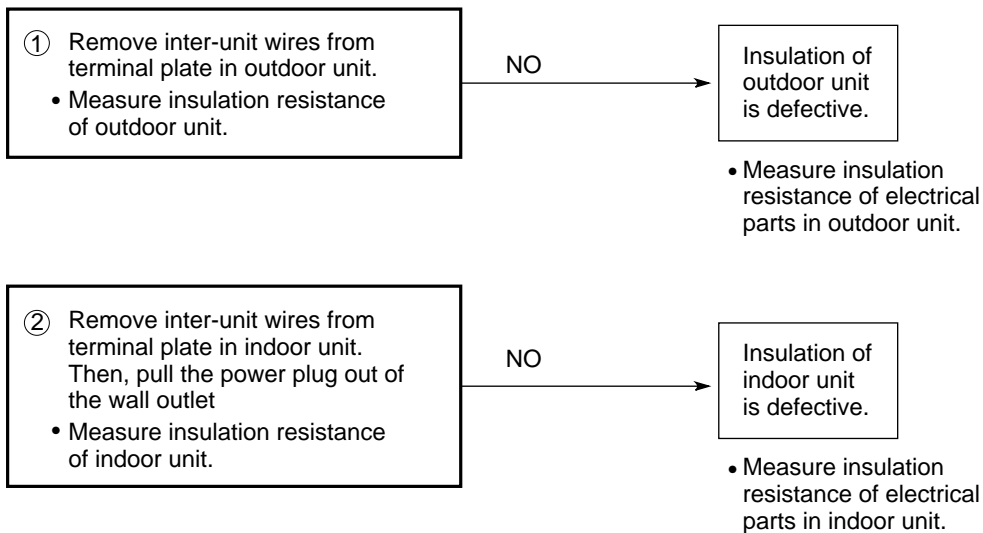 ① Remove inter-unit wires from
terminal plate in outdoor unit.
• Measure insulation resistance
of outdoor unit.
NO
Insulation of
outdoor unit
is defective.
• Measure insulation
resistance of electrical
parts in outdoor unit.
② Remove inter-unit wires from
terminal plate in indoor unit.
Then, pull the power plug out of
the wall outlet
• Measure insulation resistance
of indoor unit.
NO
Insulation of
indoor unit
is defective.
• Measure insulation
resistance of electrical
parts in indoor unit.